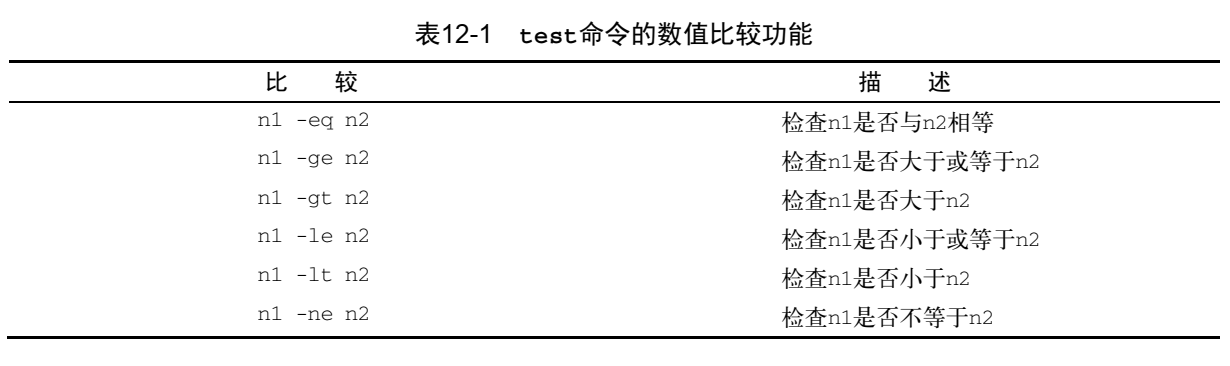 表12-1 test命令的数值比较功能
比 较 描 述
n1 -eq n2 检查n1是否与n2相等
n1 -ge n2 检查n1是否大于或等于n2
n1 -gt n2 检查n1是否大于n2
n1 -le n2 检查n1是否小于或等于n2
n1 -lt n2 检查n1是否小于n2
n1 -ne n2 检查n1是否不等于n2